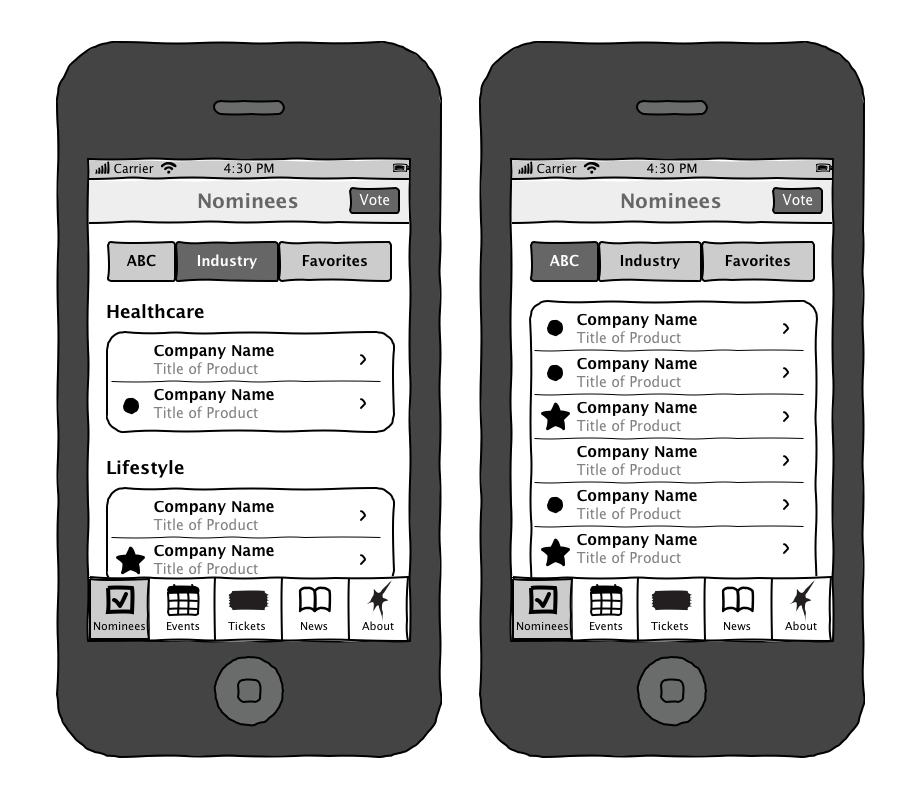 Carrier 4:30 PM
Nominees Vote
ABC Industry Favorites
Healthcare
Company Name
Title of Product
Company Name
Title of Product
Lifestyle
Company Name
Title of Product
Company Name
Title of Product
Nominees Events Tickets News About
Carrier 4:30 PM
Nominees Vote
ABC Industry Favorites
Company Name
Title of Product
Company Name
Title of Product
Company Name
Title of Product
Company Name
Title of Product
Company Name
Title of Product
Company Name
Title of Product
Nominees Events Tickets News About